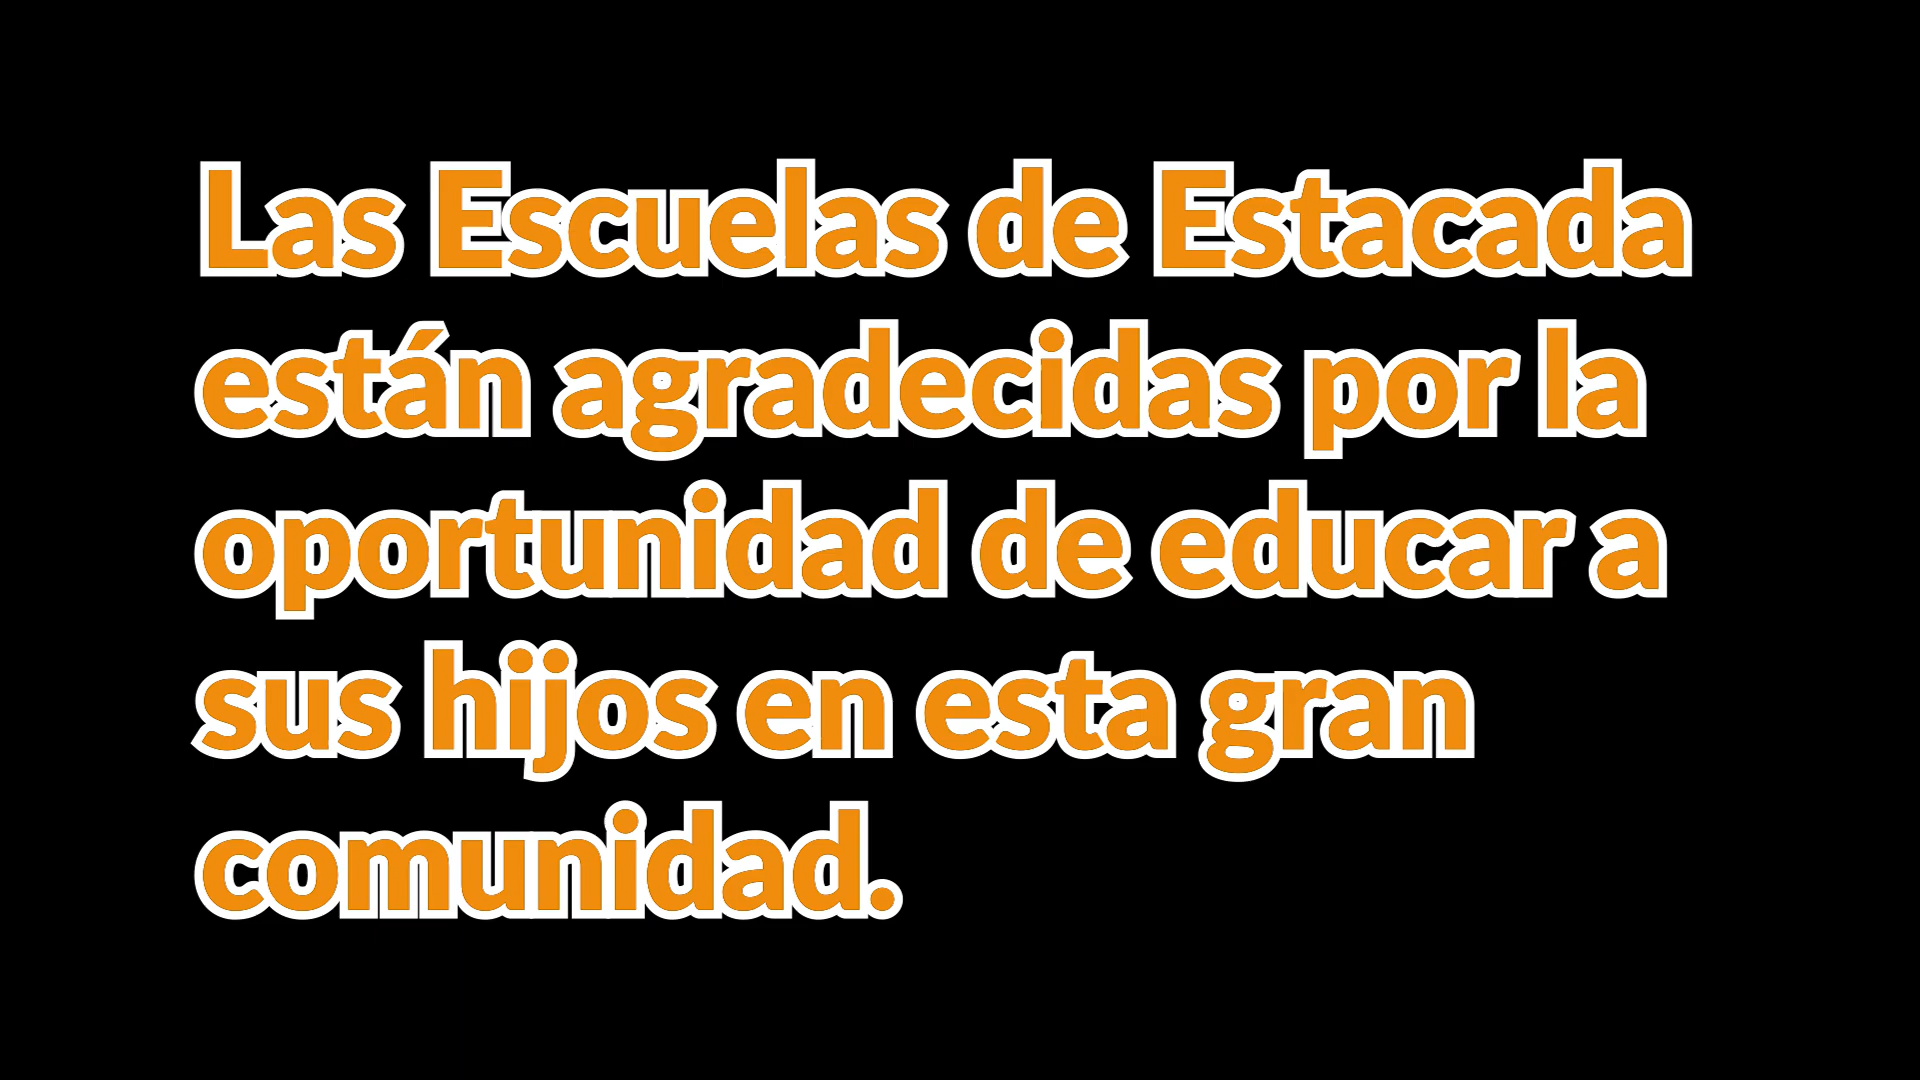 Las Escuelas de Estacada
están agradecidas por la
oportunidad de educar a
sus hijos en esta gran
comunidad.